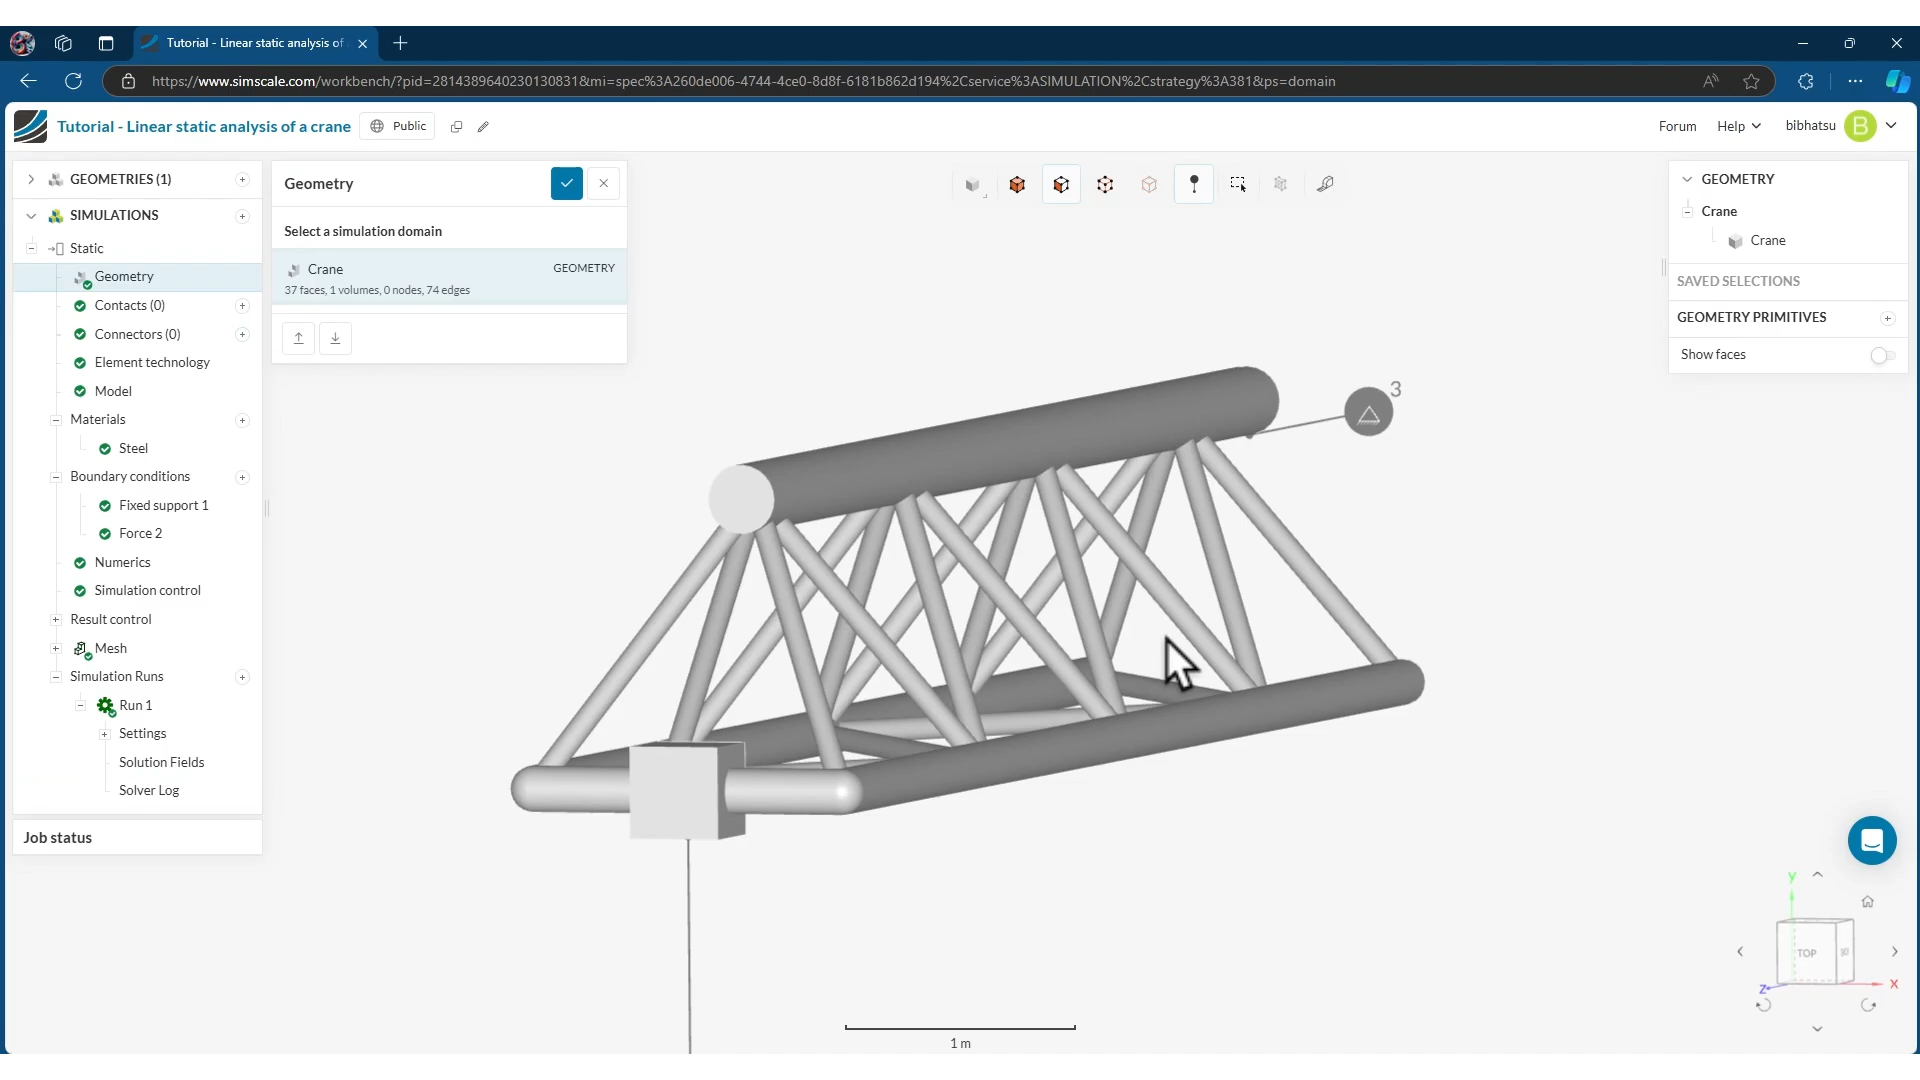 Tutorial - Linear static analysis of
https://www.simscale.com/workbench/?pid=2814389640230130831&mi=spec%3A260de006-4744-4ce0-8d8f-6181b862d194%2Cservice%3ASIMULATION%2Cstrategy%3A381&ps=domain
Tutorial - Linear static analysis of a crane
Public
Forum
Help
bibhatsu
B
GEOMETRIES (1)
SIMULATIONS
Static
Geometry
Contacts (0)
Connectors (0)
Element technology
Model
Materials
Steel
Boundary conditions
Fixed support 1
Force 2
Numerics
Simulation control
Result control
Mesh
Simulation Runs
Run 1
Settings
Solution Fields
Solver Log
Job status
Geometry
Select a simulation domain
Crane GEOMETRY
37 faces, 1 volumes, 0 nodes, 74 edges
3
1 m
GEOMETRY
Crane
Crane
SAVED SELECTIONS
GEOMETRY PRIMITIVES
Show faces
y
TOP
Z
X